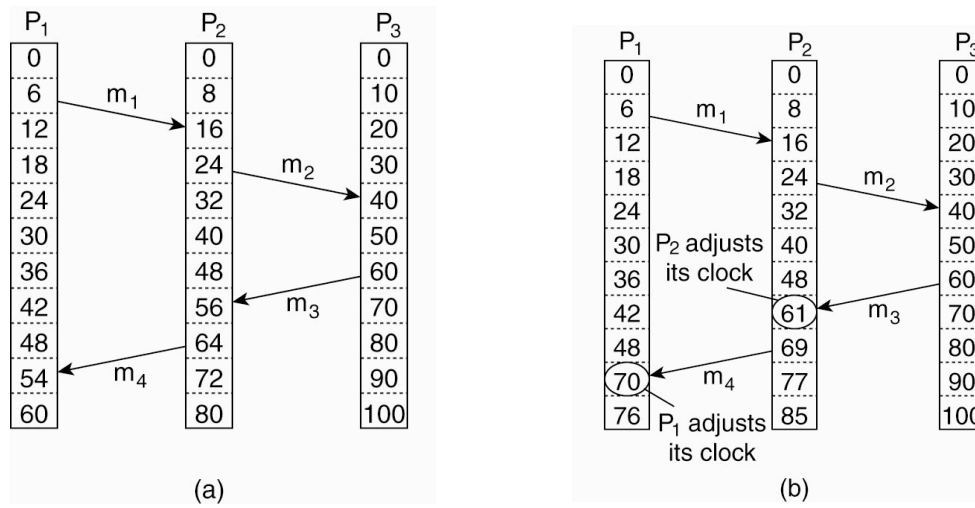 P1 P2 P3
0 0 0
6 m1 8 10
12 16 20
18 24 m2 30
24 32 40
30 40 50
36 48 60
42 56 m3 70
48 64 80
54 m4 72 90
60 80 100
(a)
P1 P2 P3
0 0 0
6 m1 8 10
12 16 20
18 24 m2 30
24 32 40
30 P2 adjusts 40 50
36 its clock 48 60
42 61 m3 70
48 69 80
70 m4 77 90
76 P1 adjusts 85 100
its clock
(b)